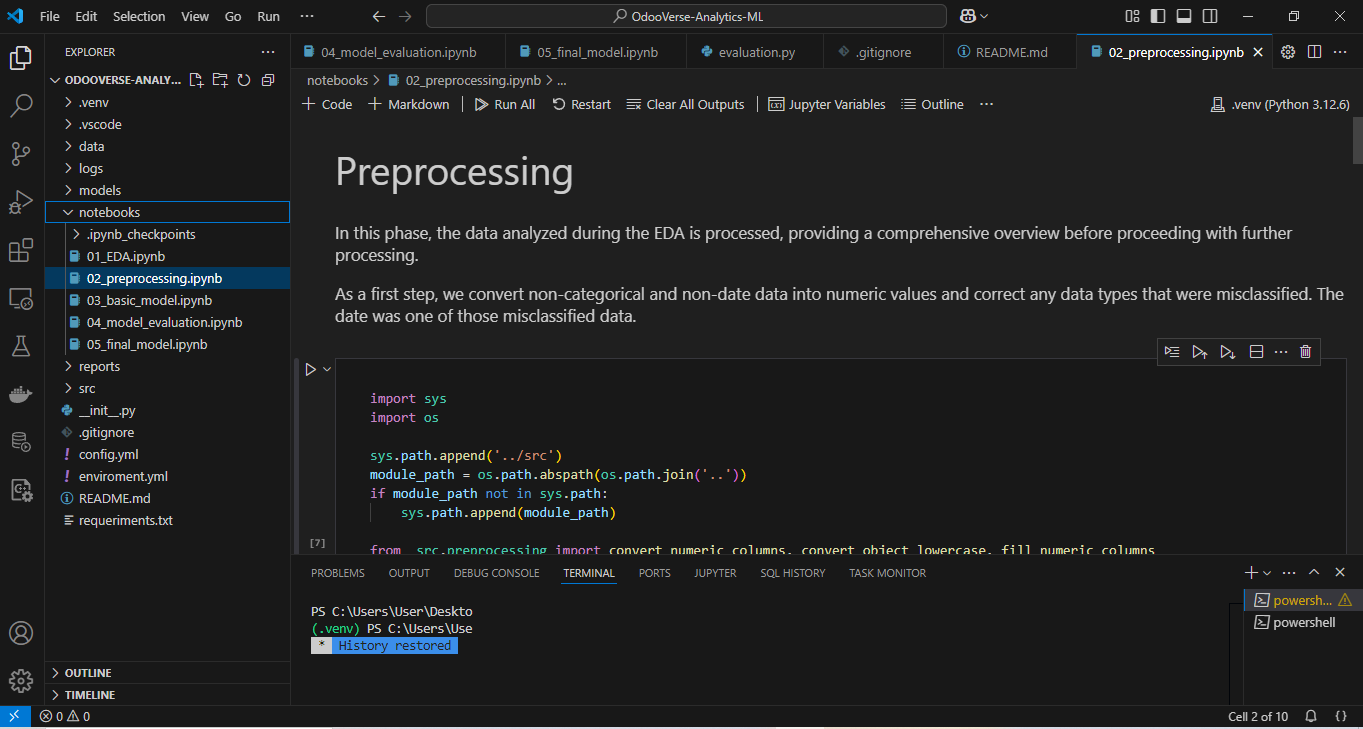 File Edit Selection View Go Run ···
OdooVerse-Analytics-ML
EXPLORER
ODOOVERSE-ANALY...
.venv
.vscode
data
logs
models
notebooks
.ipynb_checkpoints
01_EDA.ipynb
02_preprocessing.ipynb
03_basic_model.ipynb
04_model_evaluation.ipynb
05_final_model.ipynb
reports
src
__init__.py
.gitignore
config.yml
enviroment.yml
README.md
requeriments.txt
OUTLINE
TIMELINE
04_model_evaluation.ipynb 05_final_model.ipynb evaluation.py .gitignore README.md 02_preprocessing.ipynb
notebooks > 02_preprocessing.ipynb > ...
+ Code + Markdown | Run All Restart Clear All Outputs | Jupyter Variables Outline ···
.venv (Python 3.12.6)
Preprocessing
In this phase, the data analyzed during the EDA is processed, providing a comprehensive overview before proceeding with further
processing.
As a first step, we convert non-categorical and non-date data into numeric values and correct any data types that were misclassified. The
date was one of those misclassified data.
import sys
import os
sys.path.append('../src')
module_path = os.path.abspath(os.path.join('..'))
if module_path not in sys.path:
sys.path.append(module_path)
[7]
from src.preprocessing import convert_numeric_columns, convert_object_lowercase, fill_numeric_columns
PROBLEMS OUTPUT DEBUG CONSOLE TERMINAL PORTS JUPYTER SQL HISTORY TASK MONITOR
PS C:\Users\User\Deskto
(.venv) PS C:\Users\Use
* History restored
powersh...
powershell
0 0
Cell 2 of 10